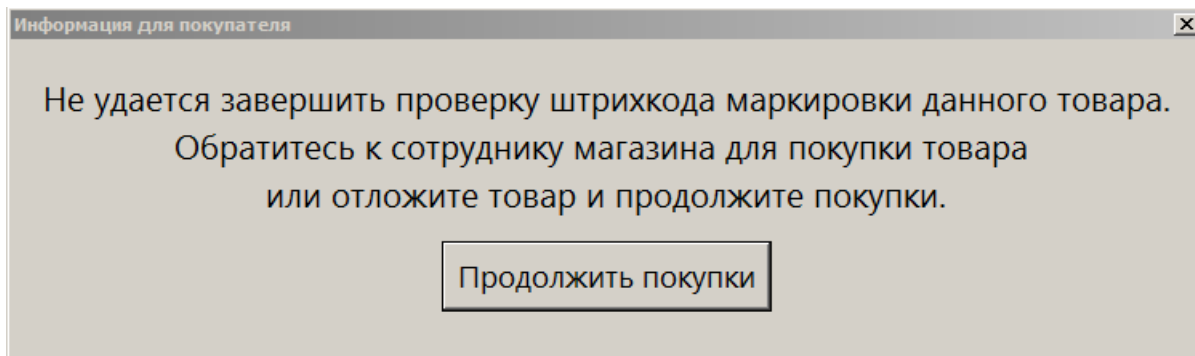 Информация для покупателя
Не удается завершить проверку штрихкода маркировки данного товара.
Обратитесь к сотруднику магазина для покупки товара
или отложите товар и продолжите покупки.
Продолжить покупки